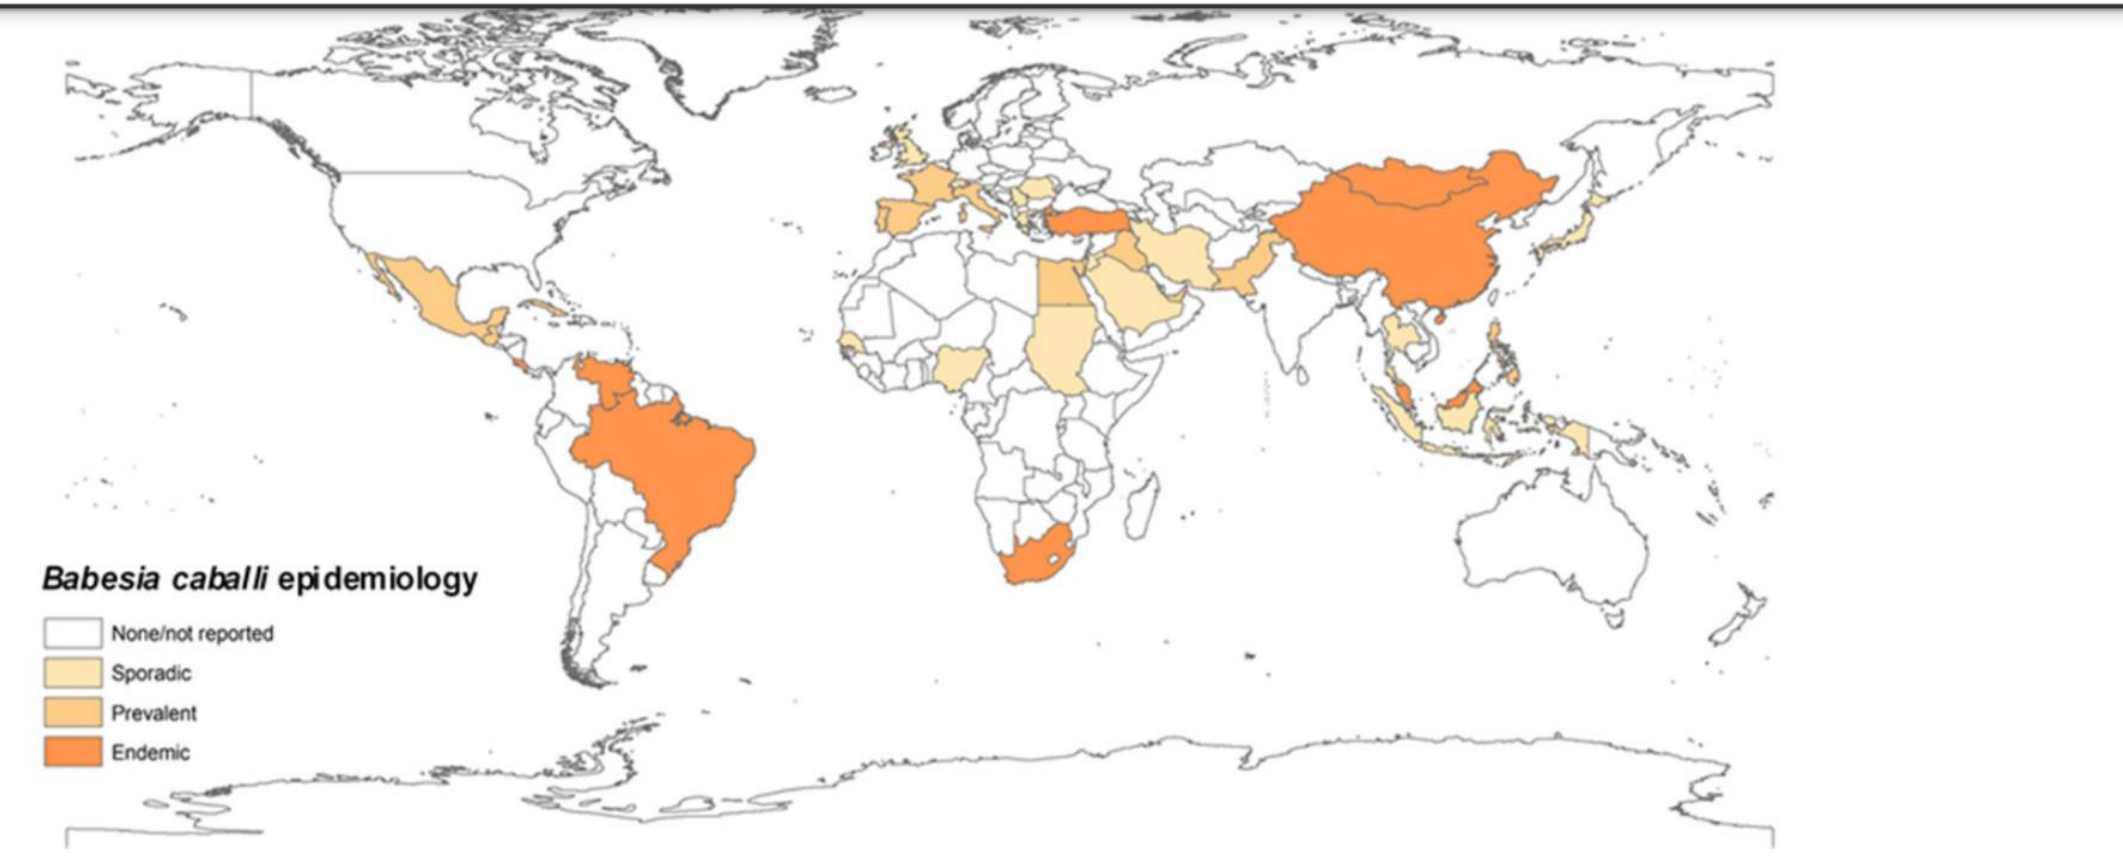 Babesia caballi epidemiology
None/not reported
Sporadic
Prevalent
Endemic